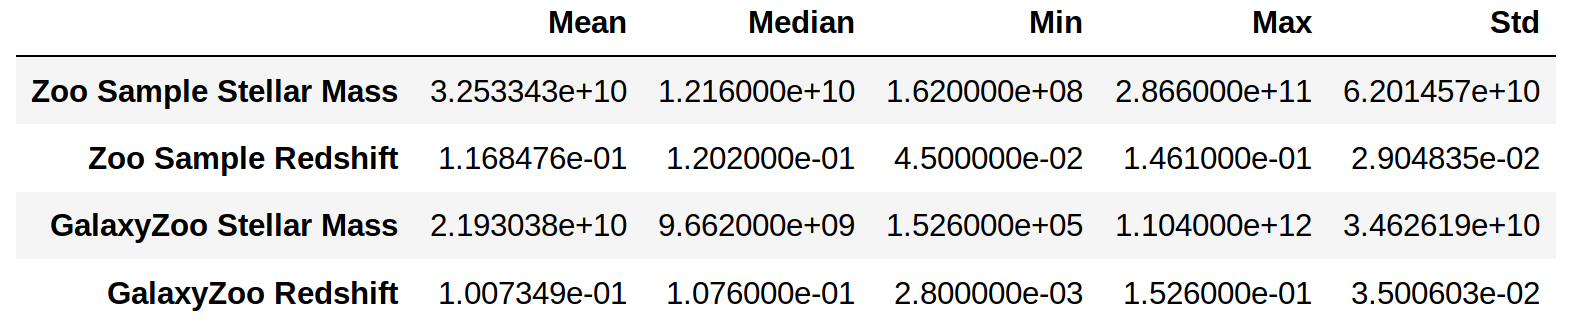 Mean Median Min Max Std
Zoo Sample Stellar Mass 3.253343e+10 1.216000e+10 1.620000e+08 2.866000e+11 6.201457e+10
Zoo Sample Redshift 1.168476e-01 1.202000e-01 4.500000e-02 1.461000e-01 2.904835e-02
GalaxyZoo Stellar Mass 2.193038e+10 9.662000e+09 1.526000e+05 1.104000e+12 3.462619e+10
GalaxyZoo Redshift 1.007349e-01 1.076000e-01 2.800000e-03 1.526000e-01 3.500603e-02